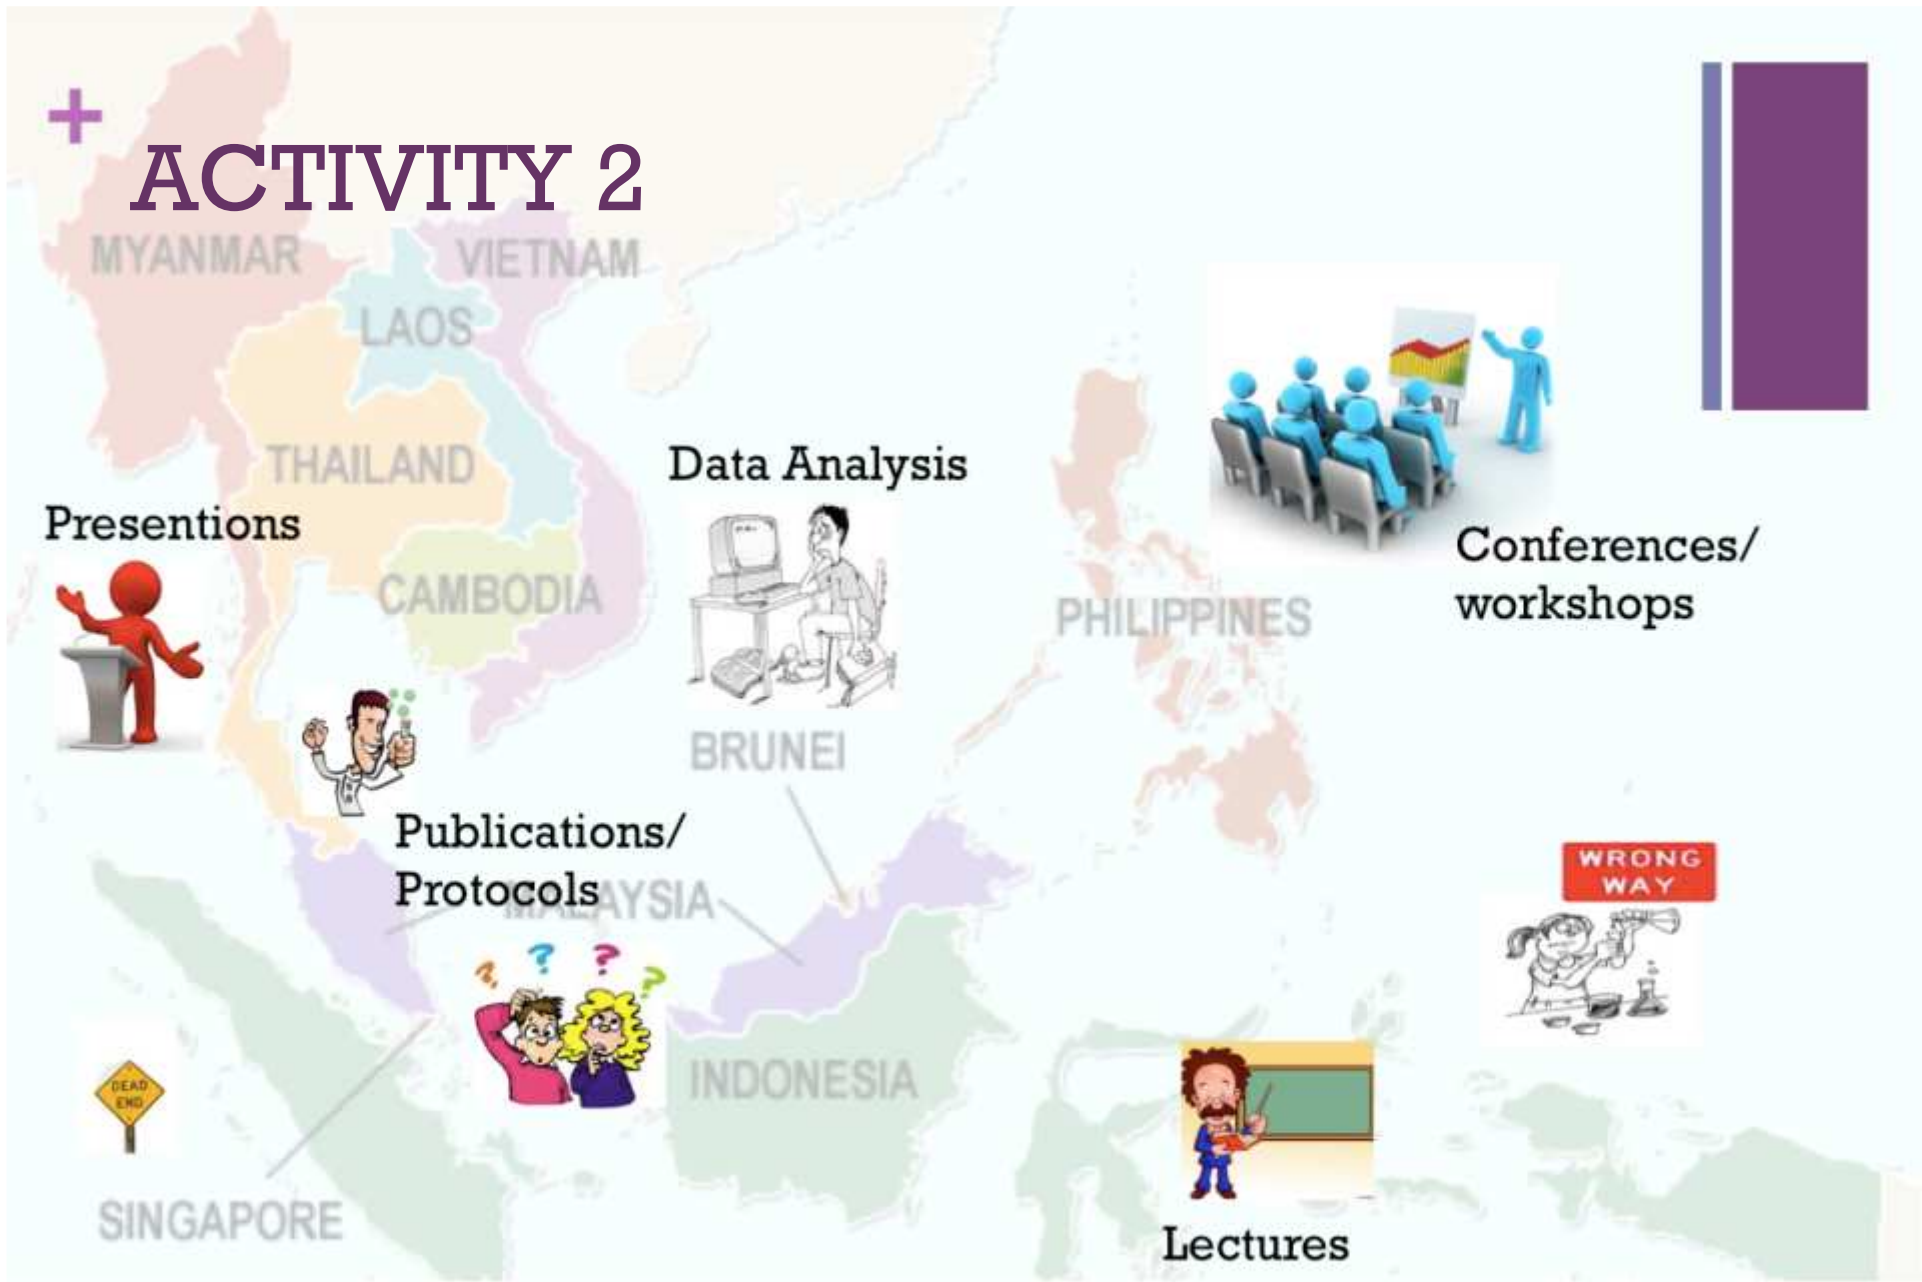 +
ACTIVITY 2
MYANMAR
VIETNAM
LAOS
THAILAND
Data Analysis
Presentions
Conferences/
workshops
CAMBODIA
PHILIPPINES
BRUNEI
Publications/
Protocols
MALAYSIA
WRONG
WAY
? ? ? ?
DEAD
END
INDONESIA
SINGAPORE
Lectures